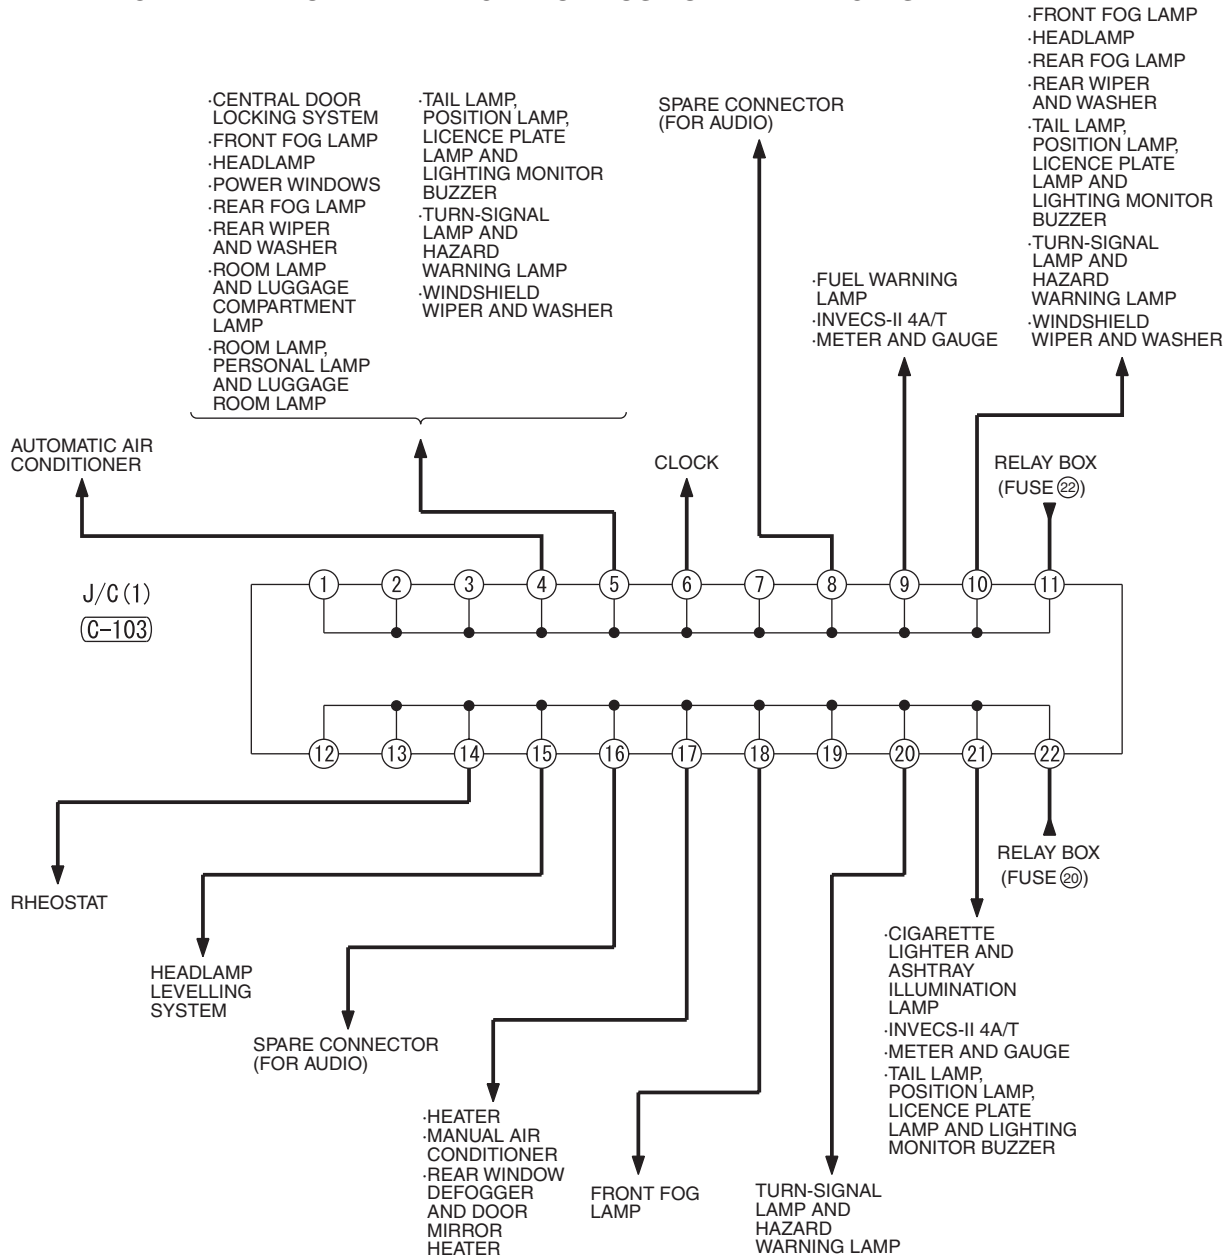 ·FRONT FOG LAMP
·HEADLAMP
·REAR FOG LAMP
·REAR WIPER
AND WASHER
·TAIL LAMP,
POSITION LAMP,
LICENCE PLATE
LAMP AND
LIGHTING MONITOR
BUZZER
·TURN-SIGNAL
LAMP AND
HAZARD
WARNING LAMP
·WINDSHIELD
WIPER AND WASHER
·CENTRAL DOOR
LOCKING SYSTEM
·FRONT FOG LAMP
·HEADLAMP
·POWER WINDOWS
·REAR FOG LAMP
·REAR WIPER
AND WASHER
·ROOM LAMP
AND LUGGAGE
COMPARTMENT
LAMP
·ROOM LAMP,
PERSONAL LAMP
AND LUGGAGE
ROOM LAMP
·TAIL LAMP,
POSITION LAMP,
LICENCE PLATE
LAMP AND
LIGHTING MONITOR
BUZZER
·TURN-SIGNAL
LAMP AND
HAZARD
WARNING LAMP
·WINDSHIELD
WIPER AND WASHER
SPARE CONNECTOR
(FOR AUDIO)
·FUEL WARNING
LAMP
·INVECS-II 4A/T
·METER AND GAUGE
AUTOMATIC AIR
CONDITIONER
CLOCK
RELAY BOX
(FUSE ㉒)
J/C (1)
C-103
1 2 3 4 5 6 7 8 9 10 11
12 13 14 15 16 17 18 19 20 21 22
RHEOSTAT
HEADLAMP
LEVELLING
SYSTEM
SPARE CONNECTOR
(FOR AUDIO)
·HEATER
·MANUAL AIR
CONDITIONER
·REAR WINDOW
DEFOGGER
AND DOOR
MIRROR
HEATER
FRONT FOG
LAMP
TURN-SIGNAL
LAMP AND
HAZARD
WARNING LAMP
RELAY BOX
(FUSE ⑳)
·CIGARETTE
LIGHTER AND
ASHTRAY
ILLUMINATION
LAMP
·INVECS-II 4A/T
·METER AND GAUGE
·TAIL LAMP,
POSITION LAMP,
LICENCE PLATE
LAMP AND LIGHTING
MONITOR BUZZER